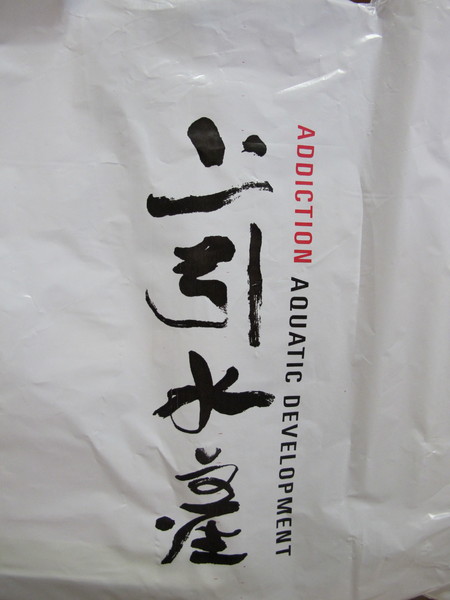 ADDICTION AQUATIC DEVELOPMENT
上引水產